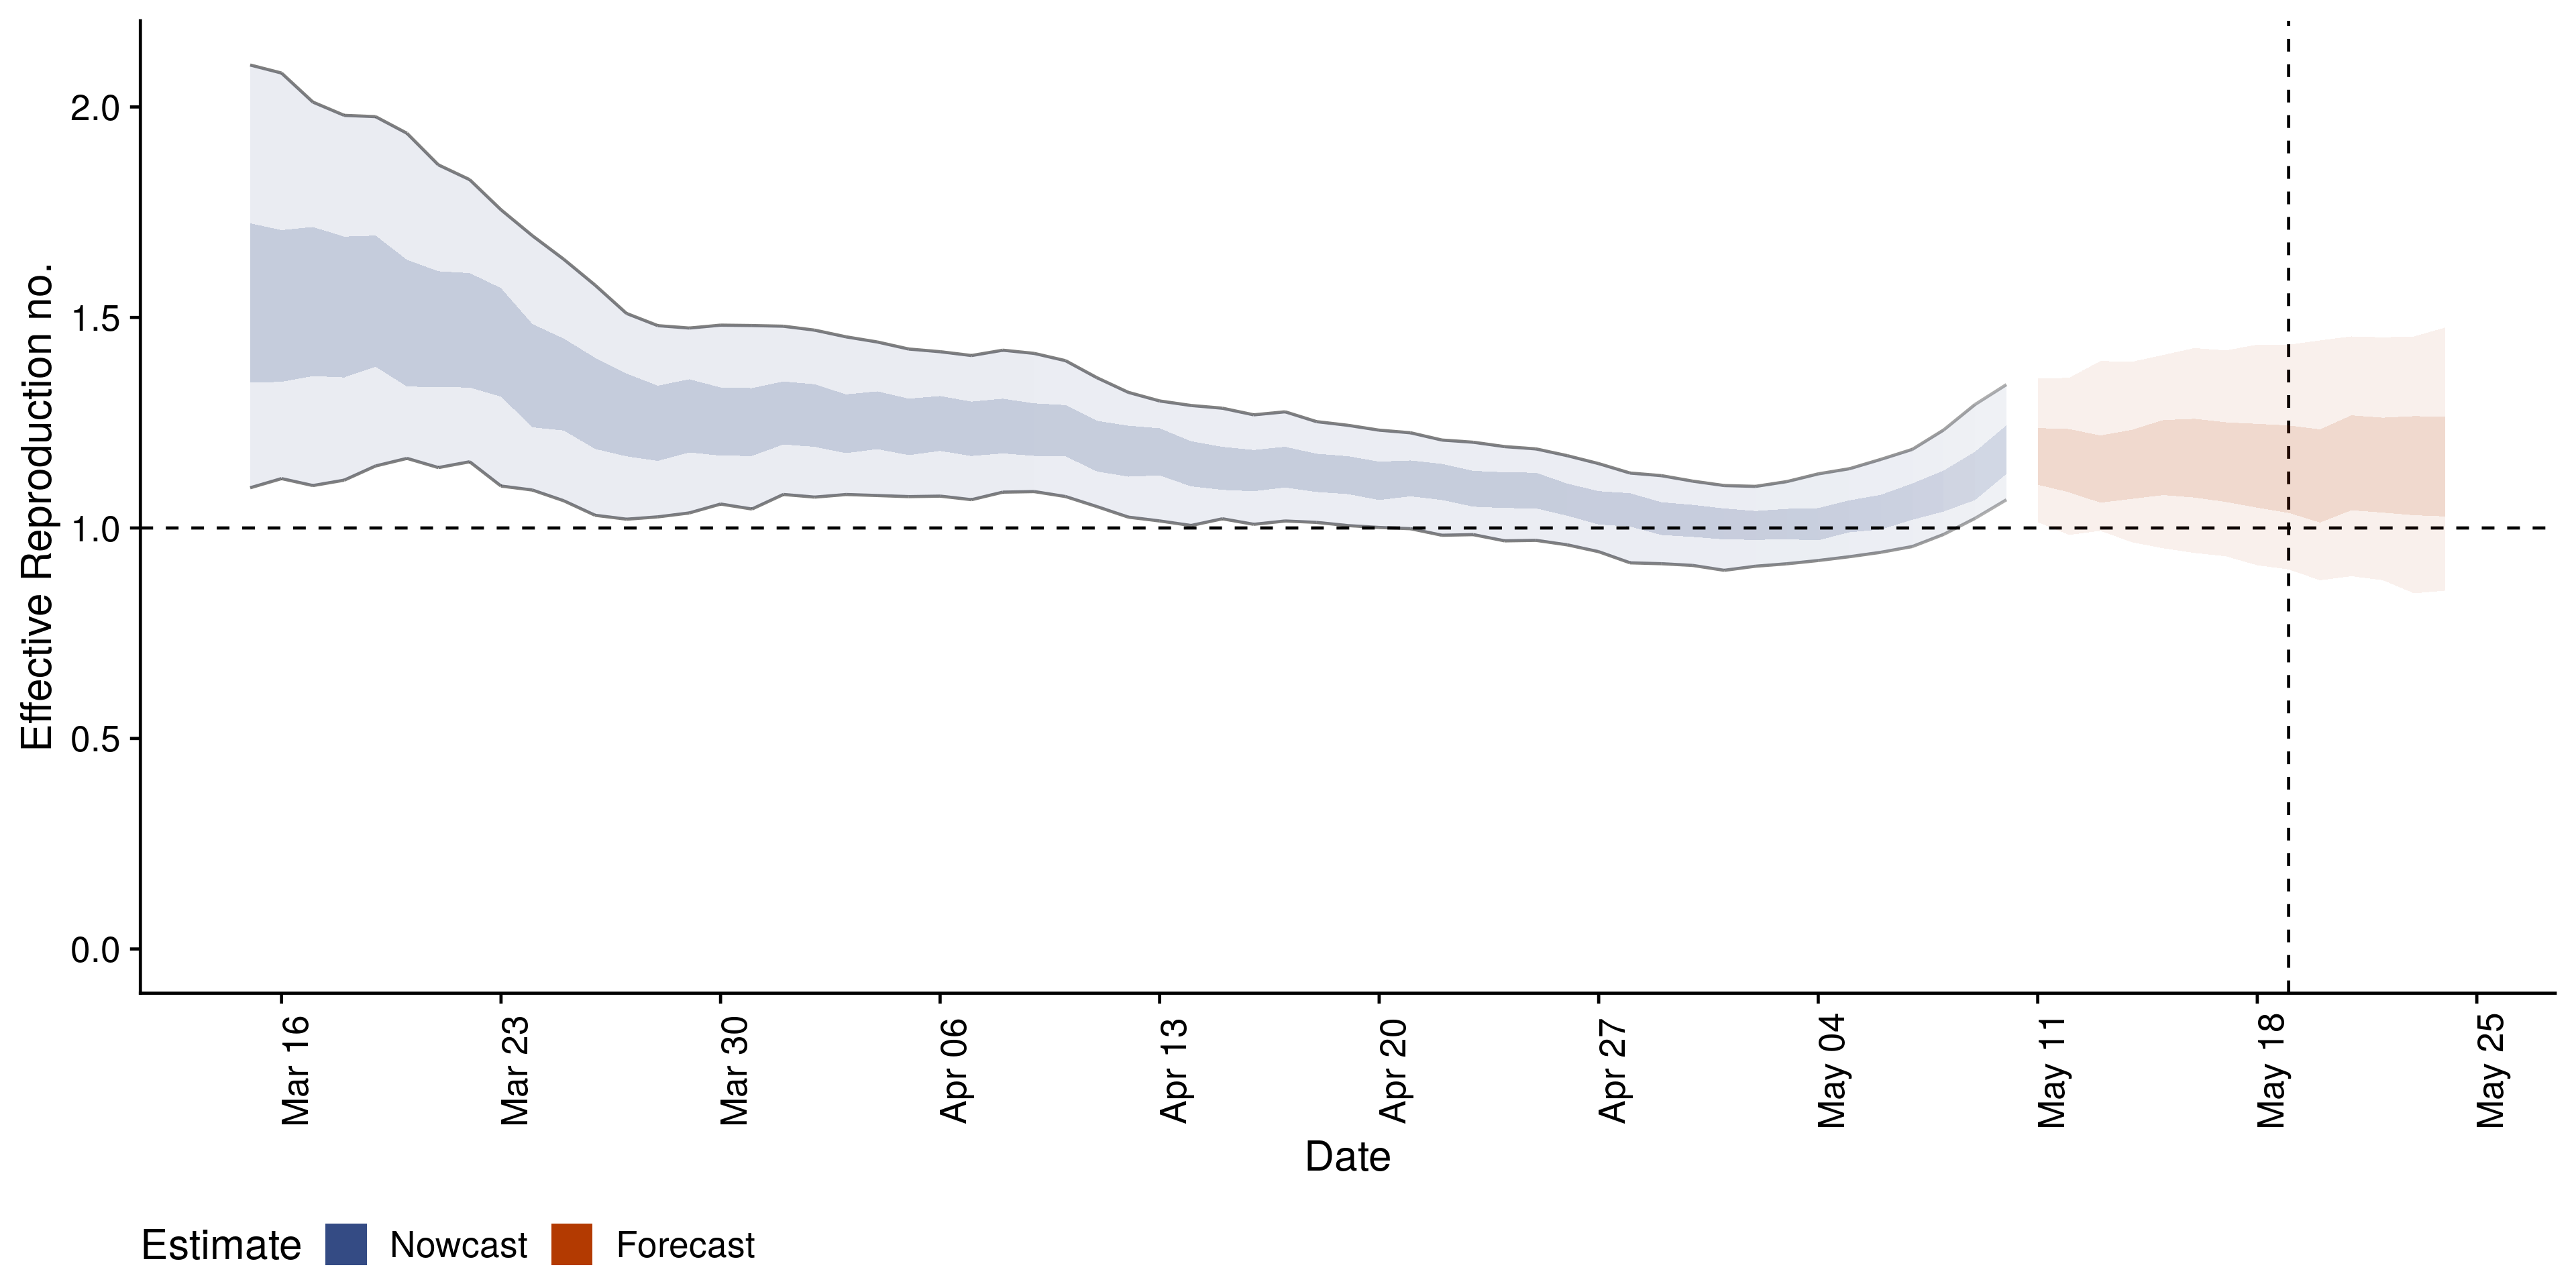 Effective Reproduction no.
2.0
1.5
1.0
0.5
0.0
Mar 16
Mar 23
Mar 30
Apr 06
Apr 13
Apr 20
Apr 27
May 04
May 11
May 18
May 25
Date
Estimate Nowcast Forecast